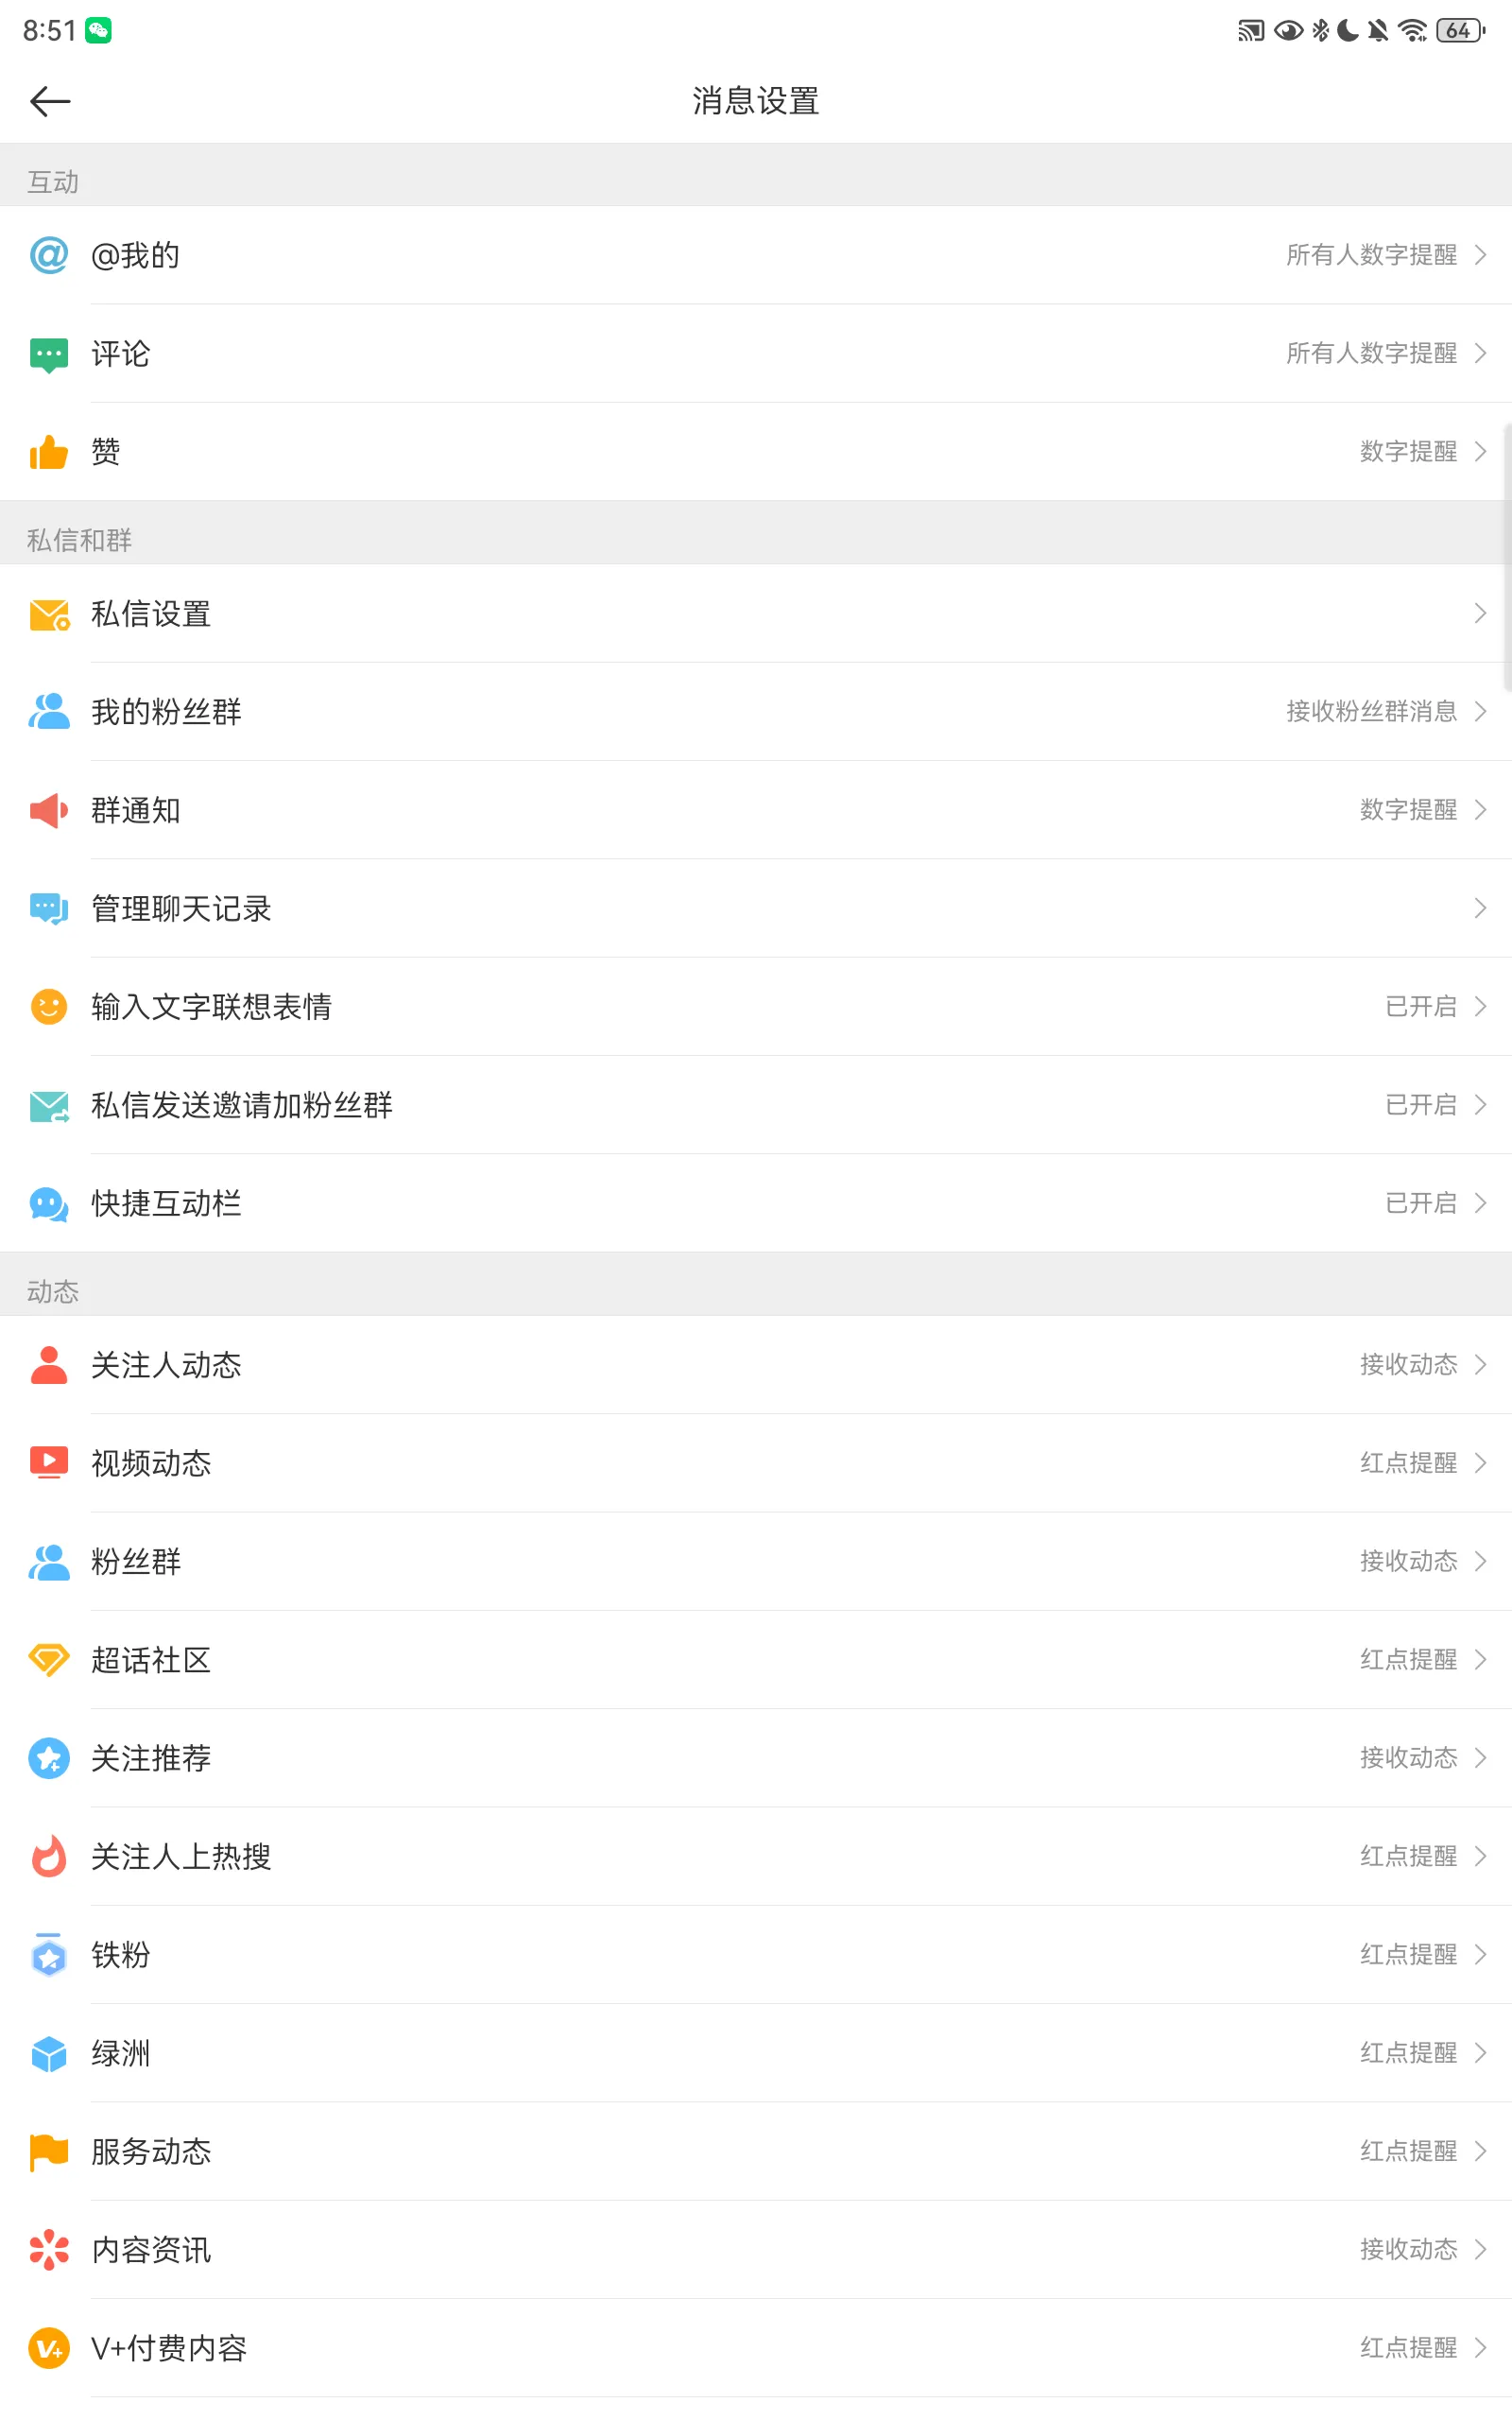 8:51
64
消息设置
互动
@我的 所有人数字提醒
评论 所有人数字提醒
赞 数字提醒
私信和群
私信设置
我的粉丝群 接收粉丝群消息
群通知 数字提醒
管理聊天记录
输入文字联想表情 已开启
私信发送邀请加粉丝群 已开启
快捷互动栏 已开启
动态
关注人动态 接收动态
视频动态 红点提醒
粉丝群 接收动态
超话社区 红点提醒
关注推荐 接收动态
关注人上热搜 红点提醒
铁粉 红点提醒
绿洲 红点提醒
服务动态 红点提醒
内容资讯 接收动态
V+付费内容 红点提醒